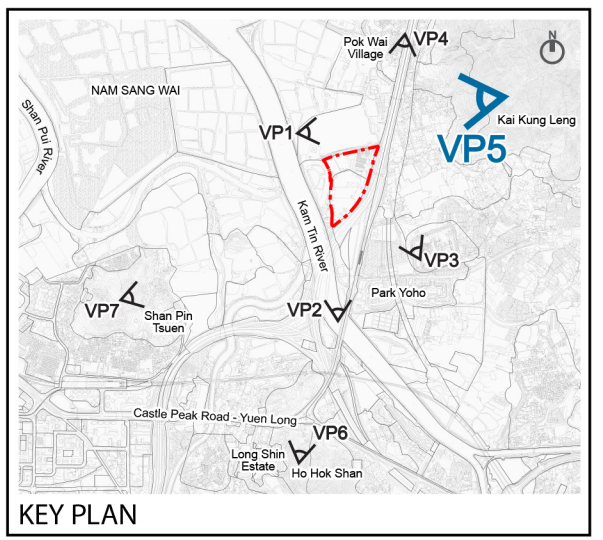 N
Pok Wai
Village
VP4
NAM SANG WAI
Kai Kung Leng
VP5
Shan Pui River
VP1
Kam Tin River
VP3
Park Yoho
VP7
Shan Pin
Tsuen
VP2
Castle Peak Road - Yuen Long
VP6
Long Shin
Estate
Ho Hok Shan
KEY PLAN